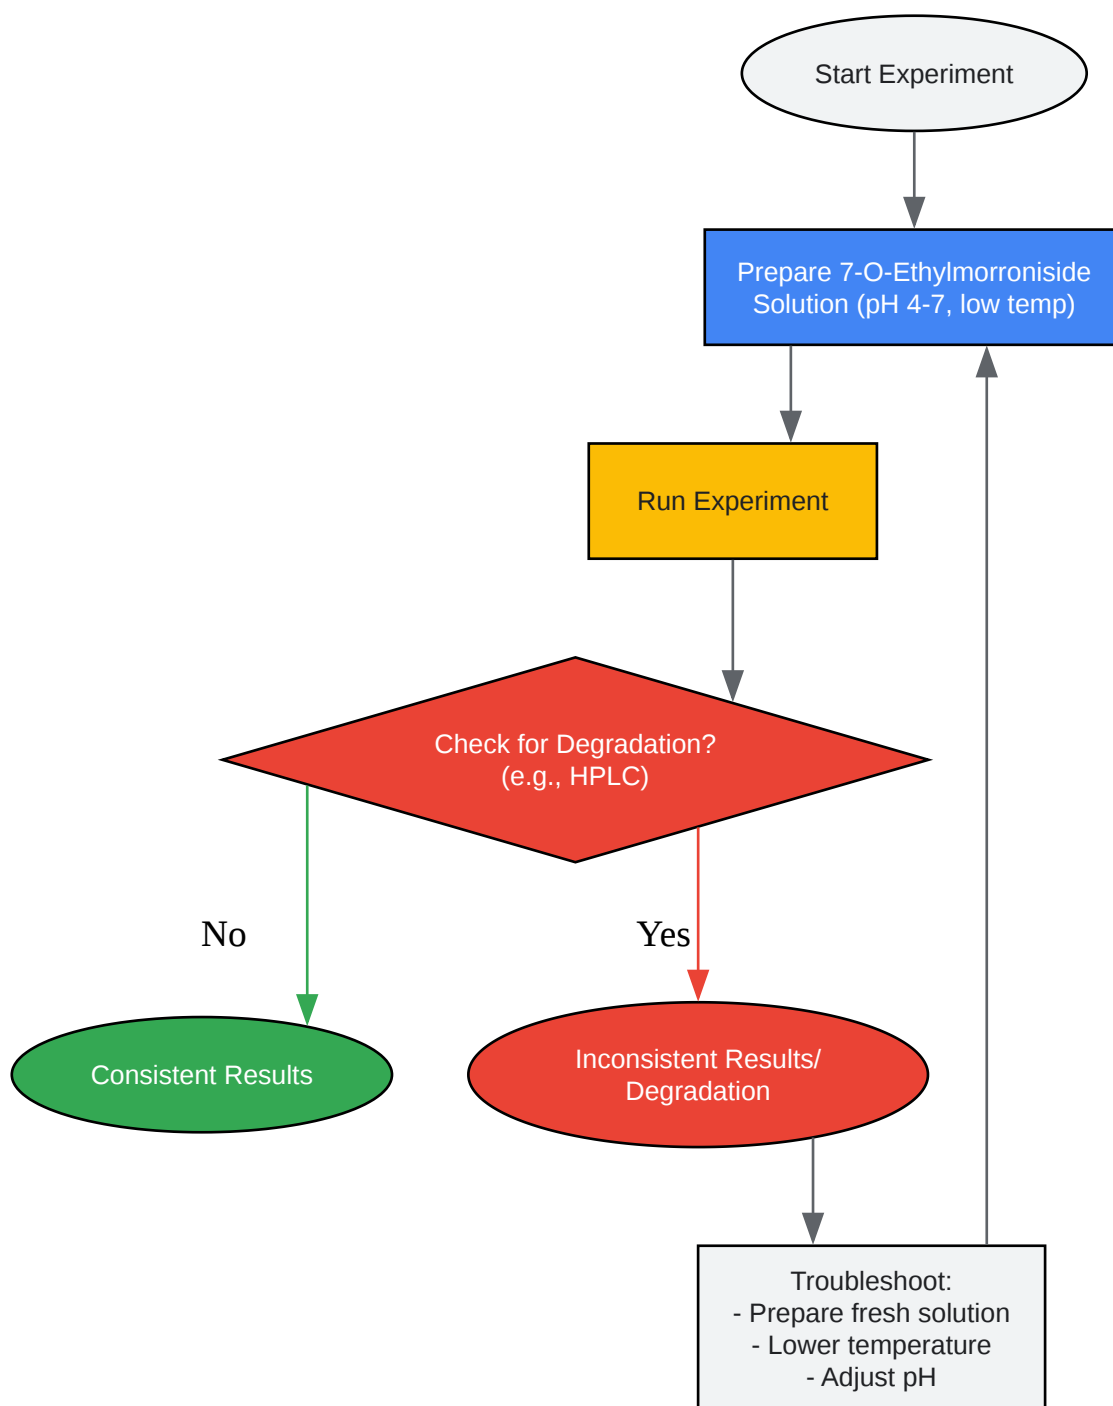 Start Experiment
Prepare 7-O-Ethylmorroniside
Solution (pH 4-7, low temp)
Run Experiment
Check for Degradation?
(e.g., HPLC)
No
Yes
Consistent Results
Inconsistent Results/
Degradation
Troubleshoot:
- Prepare fresh solution
- Lower temperature
- Adjust pH